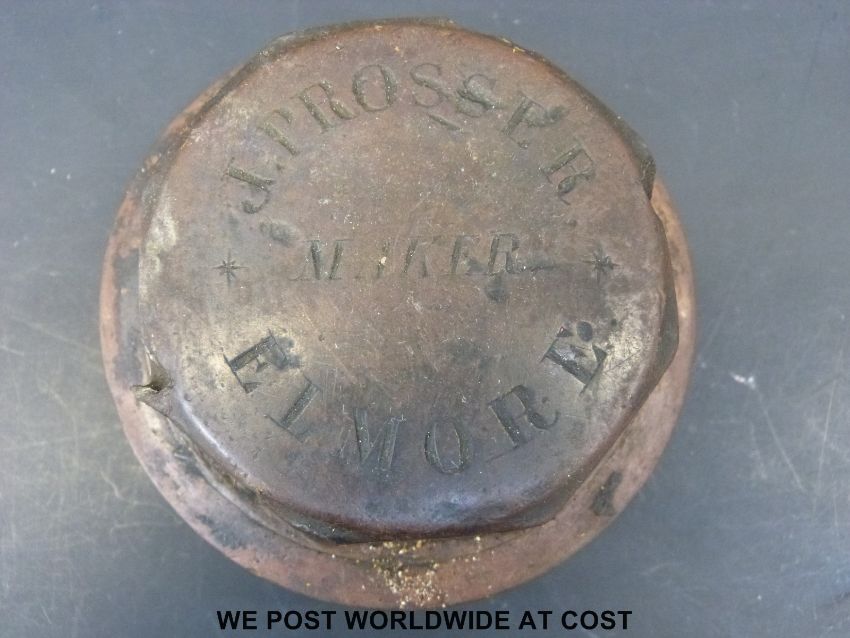 J. PROSSER.
MAKER
ELMORE.
WE POST WORLDWIDE AT COST